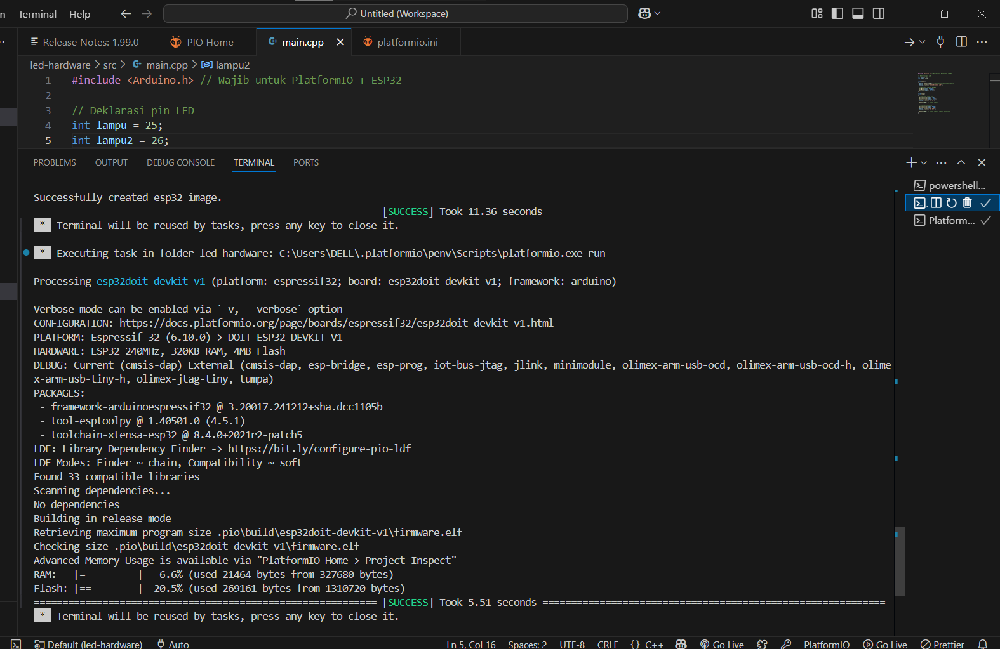 n Terminal Help Untitled (Workspace)
Release Notes: 1.99.0 PIO Home main.cpp platformio.ini
led-hardware > src > main.cpp > lampu2
1 #include <Arduino.h> // Wajib untuk PlatformIO + ESP32
2
3 // Deklarasi pin LED
4 int lampu = 25;
5 int lampu2 = 26;
PROBLEMS OUTPUT DEBUG CONSOLE TERMINAL PORTS
powershell...
Platform...
Successfully created esp32 image.
============================================================ [SUCCESS] Took 11.36 seconds ============================================================
* Terminal will be reused by tasks, press any key to close it.
* Executing task in folder led-hardware: C:\Users\DELL\.platformio\penv\Scripts\platformio.exe run
Processing esp32doit-devkit-v1 (platform: espressif32; board: esp32doit-devkit-v1; framework: arduino)
------------------------------------------------------------------------------------------------------------------------------------------------------
Verbose mode can be enabled via `-v, --verbose` option
CONFIGURATION: https://docs.platformio.org/page/boards/espressif32/esp32doit-devkit-v1.html
PLATFORM: Espressif 32 (6.10.0) > DOIT ESP32 DEVKIT V1
HARDWARE: ESP32 240MHz, 320KB RAM, 4MB Flash
DEBUG: Current (cmsis-dap) External (cmsis-dap, esp-bridge, esp-prog, iot-bus-jtag, jlink, minimodule, olimex-arm-usb-ocd, olimex-arm-usb-ocd-h, olime
x-arm-usb-tiny-h, olimex-jtag-tiny, tumpa)
PACKAGES:
- framework-arduinoespressif32 @ 3.20017.241212+sha.dcc1105b
- tool-esptoolpy @ 1.40501.0 (4.5.1)
- toolchain-xtensa-esp32 @ 8.4.0+2021r2-patch5
LDF: Library Dependency Finder -> https://bit.ly/configure-pio-ldf
LDF Modes: Finder ~ chain, Compatibility ~ soft
Found 33 compatible libraries
Scanning dependencies...
No dependencies
Building in release mode
Retrieving maximum program size .pio\build\esp32doit-devkit-v1\firmware.elf
Checking size .pio\build\esp32doit-devkit-v1\firmware.elf
Advanced Memory Usage is available via "PlatformIO Home > Project Inspect"
RAM: [= ] 6.6% (used 21464 bytes from 327680 bytes)
Flash: [== ] 20.5% (used 269161 bytes from 1310720 bytes)
============================================================ [SUCCESS] Took 5.51 seconds ============================================================
* Terminal will be reused by tasks, press any key to close it.
Default (led-hardware) Auto Ln 5, Col 16 Spaces: 2 UTF-8 CRLF {} C++ Go Live PlatformIO Go Live Prettier